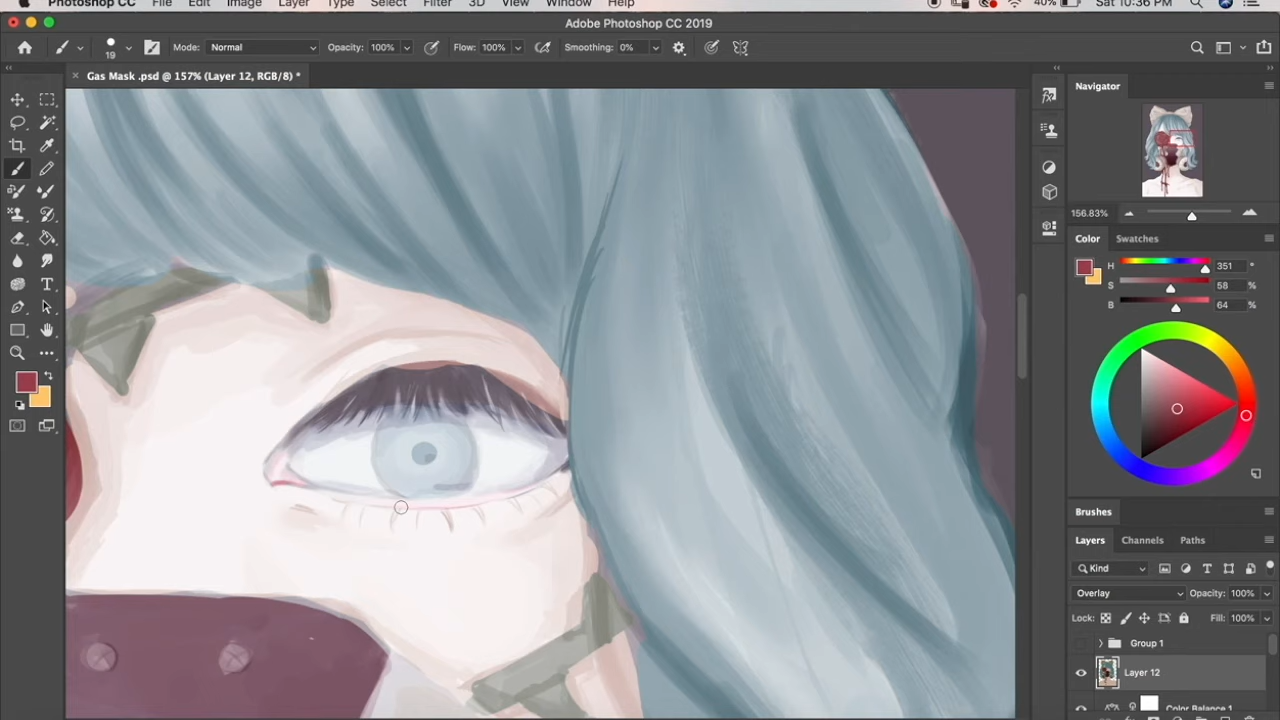 Photoshop CC File Edit Image Layer Type Select Filter 3D View Window Help 40% Sat 10:36 PM
Adobe Photoshop CC 2019
19 Mode: Normal Opacity: 100% Flow: 100% Smoothing: 0%
Gas Mask .psd @ 157% (Layer 12, RGB/8) *
Navigator
156.83%
Color Swatches
H 351 °
S 58 %
B 64 %
Brushes
Layers Channels Paths
Kind
Overlay Opacity: 100%
Lock: Fill: 100%
Group 1
Layer 12
Color Balance 1